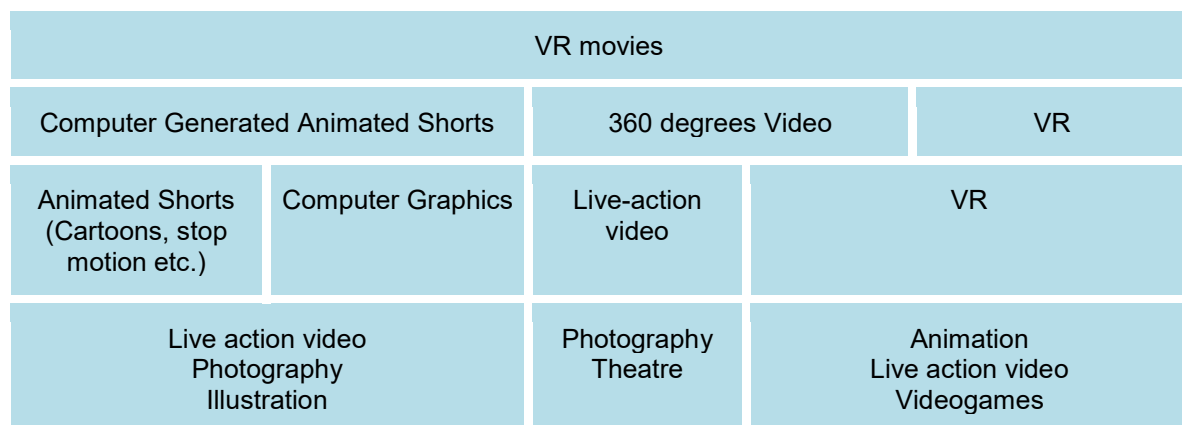 VR movies
Computer Generated Animated Shorts
360 degrees Video
VR
Animated Shorts
(Cartoons, stop
motion etc.)
Computer Graphics
Live-action
video
VR
Live action video
Photography
Illustration
Photography
Theatre
Animation
Live action video
Videogames